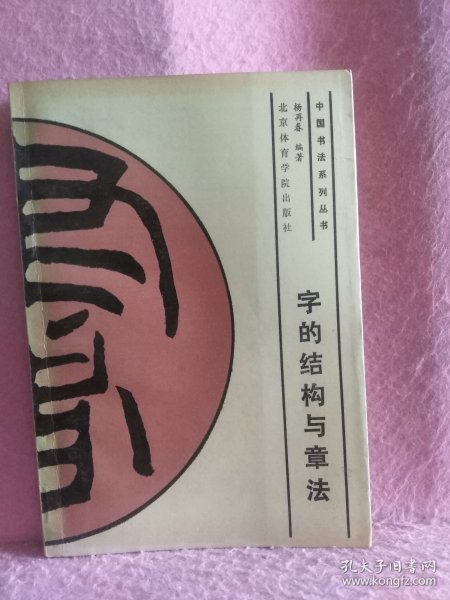 中国书法系列丛书
杨再春 编著
北京体育学院出版社
字的结构与章法
孔夫子旧书网
www.kongfz.com